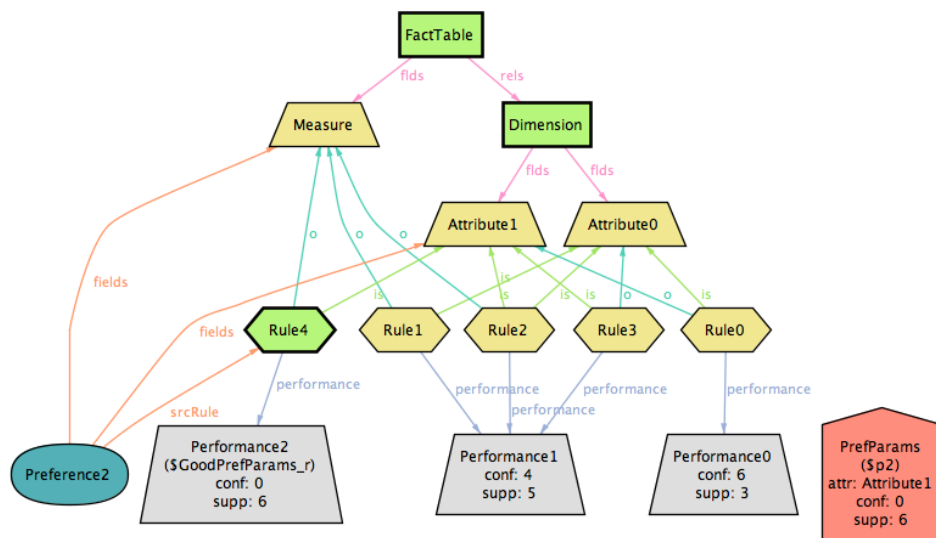 FactTable
flds
rels
Measure
Dimension
flds
flds
Attribute1
Attribute0
o
o
o
fields
is
is
is
is
is
o
o
is
fields
Rule4
Rule1
Rule2
Rule3
Rule0
performance
performance
performance
performance
performance
srcRule
Preference2
Performance2
($GoodPrefParams_r)
conf: 0
supp: 6
Performance1
conf: 4
supp: 5
Performance0
conf: 6
supp: 3
PrefParams
($p2)
attr: Attribute1
conf: 0
supp: 6